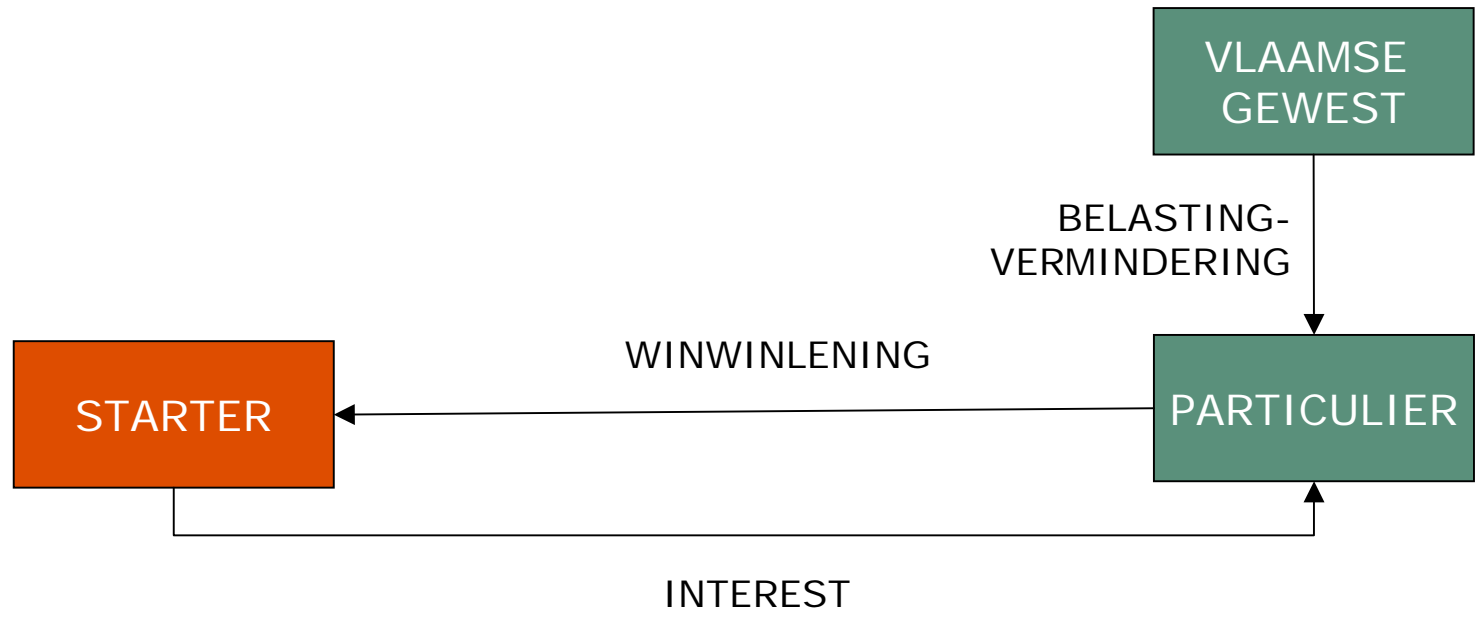 VLAAMSE
GEWEST
BELASTING-
VERMINDERING
WINWINLENING
STARTER
PARTICULIER
INTEREST